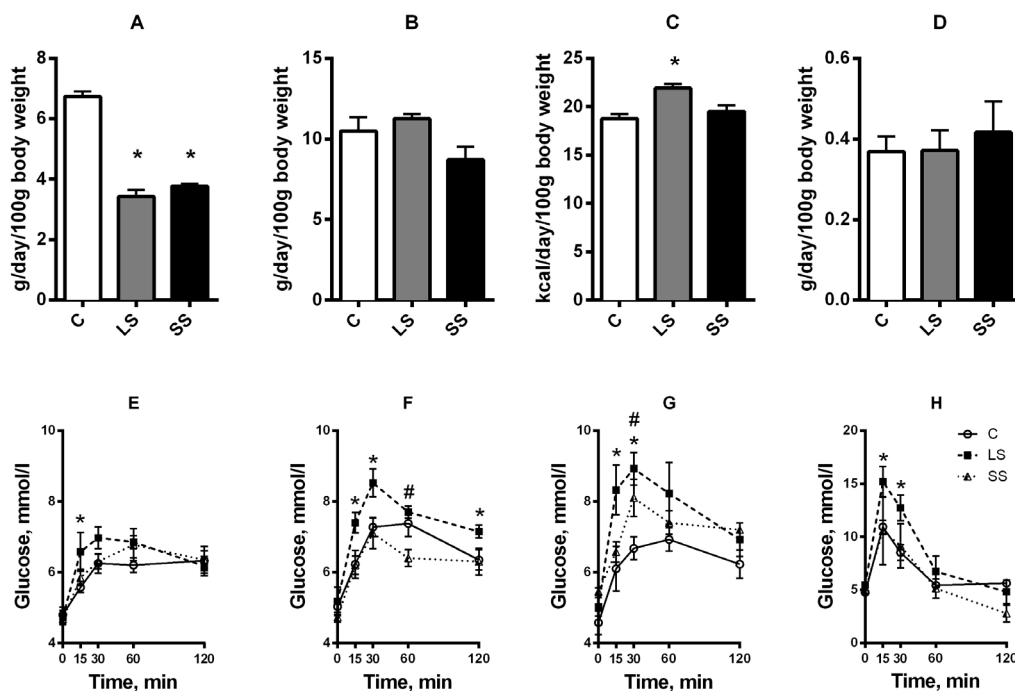 A
g/day/100g body weight
8
6
4
2
0
* *
C LS SS
B
g/day/100g body weight
15
10
5
0
C LS SS
C
kcal/day/100g body weight
25
20
15
10
5
0
*
C LS SS
D
g/day/100g body weight
0.6
0.4
0.2
0.0
C LS SS
E
Glucose, mmol/l
10
8
6
4
*
0 15 30 60 120
Time, min
F
Glucose, mmol/l
10
8
6
4
* * # *
0 15 30 60 120
Time, min
G
Glucose, mmol/l
10
8
6
4
#
* *
0 15 30 60 120
Time, min
H
Glucose, mmol/l
20
15
10
5
0
* *
C
LS
SS
0 15 30 60 120
Time, min